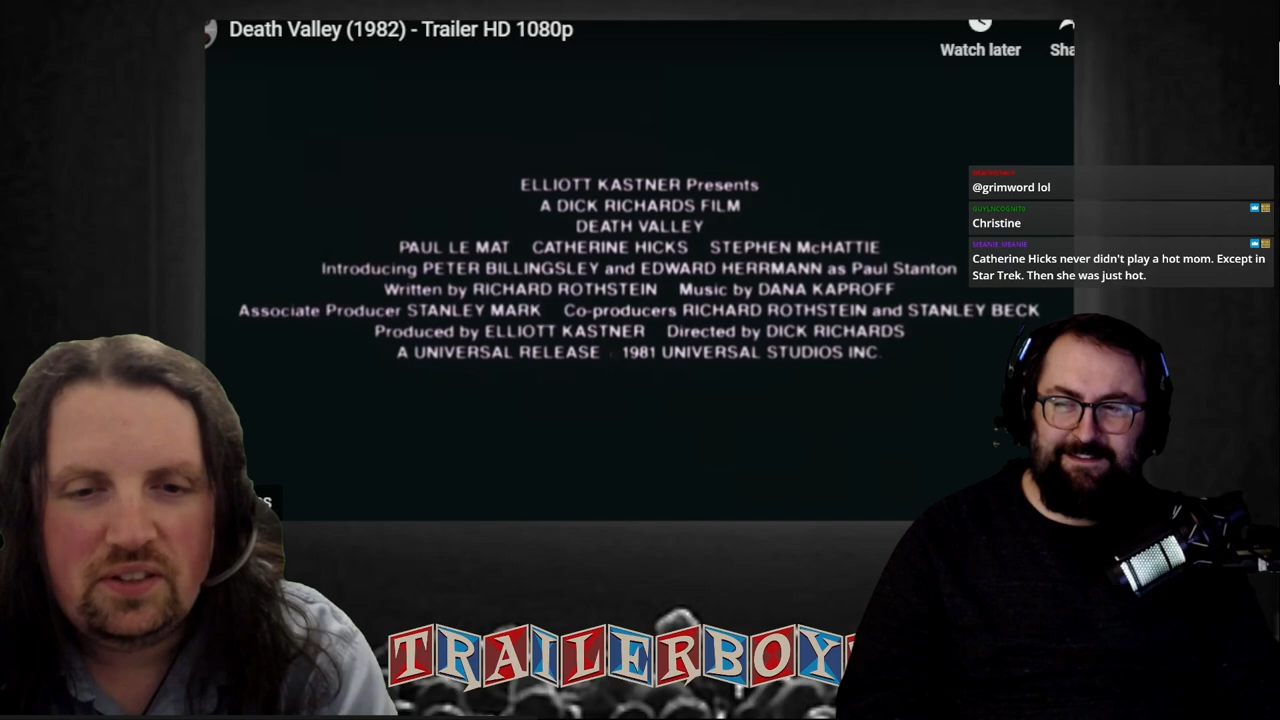 Death Valley (1982) - Trailer HD 1080p
Watch later
Sha
ELLIOTT KASTNER Presents
A DICK RICHARDS FILM
DEATH VALLEY
PAUL LE MAT CATHERINE HICKS STEPHEN McHATTIE
Introducing PETER BILLINGSLEY and EDWARD HERRMANN as Paul Stanton
Written by RICHARD ROTHSTEIN Music by DANA KAPROFF
Associate Producer STANLEY MARK Co-producers RICHARD ROTHSTEIN and STANLEY BECK
Produced by ELLIOTT KASTNER Directed by DICK RICHARDS
A UNIVERSAL RELEASE 1981 UNIVERSAL STUDIOS INC.
@grimword lol
GUYLNCOGNIT0
Christine
MEANIE_MEANIE
Catherine Hicks never didn't play a hot mom. Except in
Star Trek. Then she was just hot.
TRAILERBOY